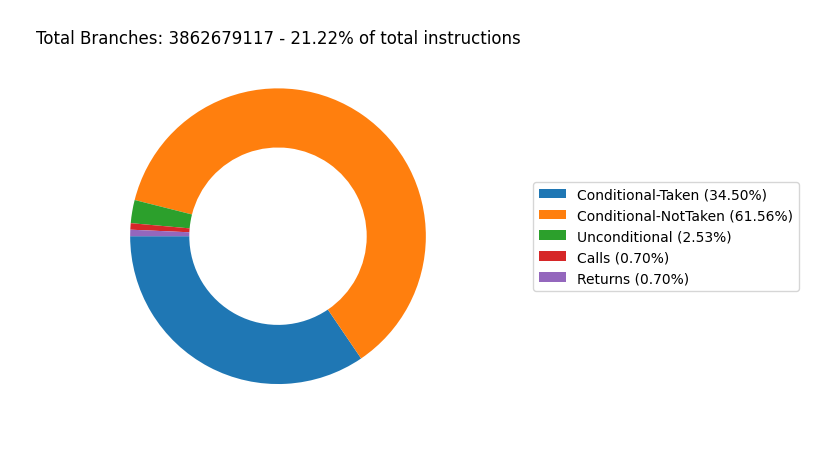 Total Branches: 3862679117 - 21.22% of total instructions
Conditional-Taken (34.50%)
Conditional-NotTaken (61.56%)
Unconditional (2.53%)
Calls (0.70%)
Returns (0.70%)